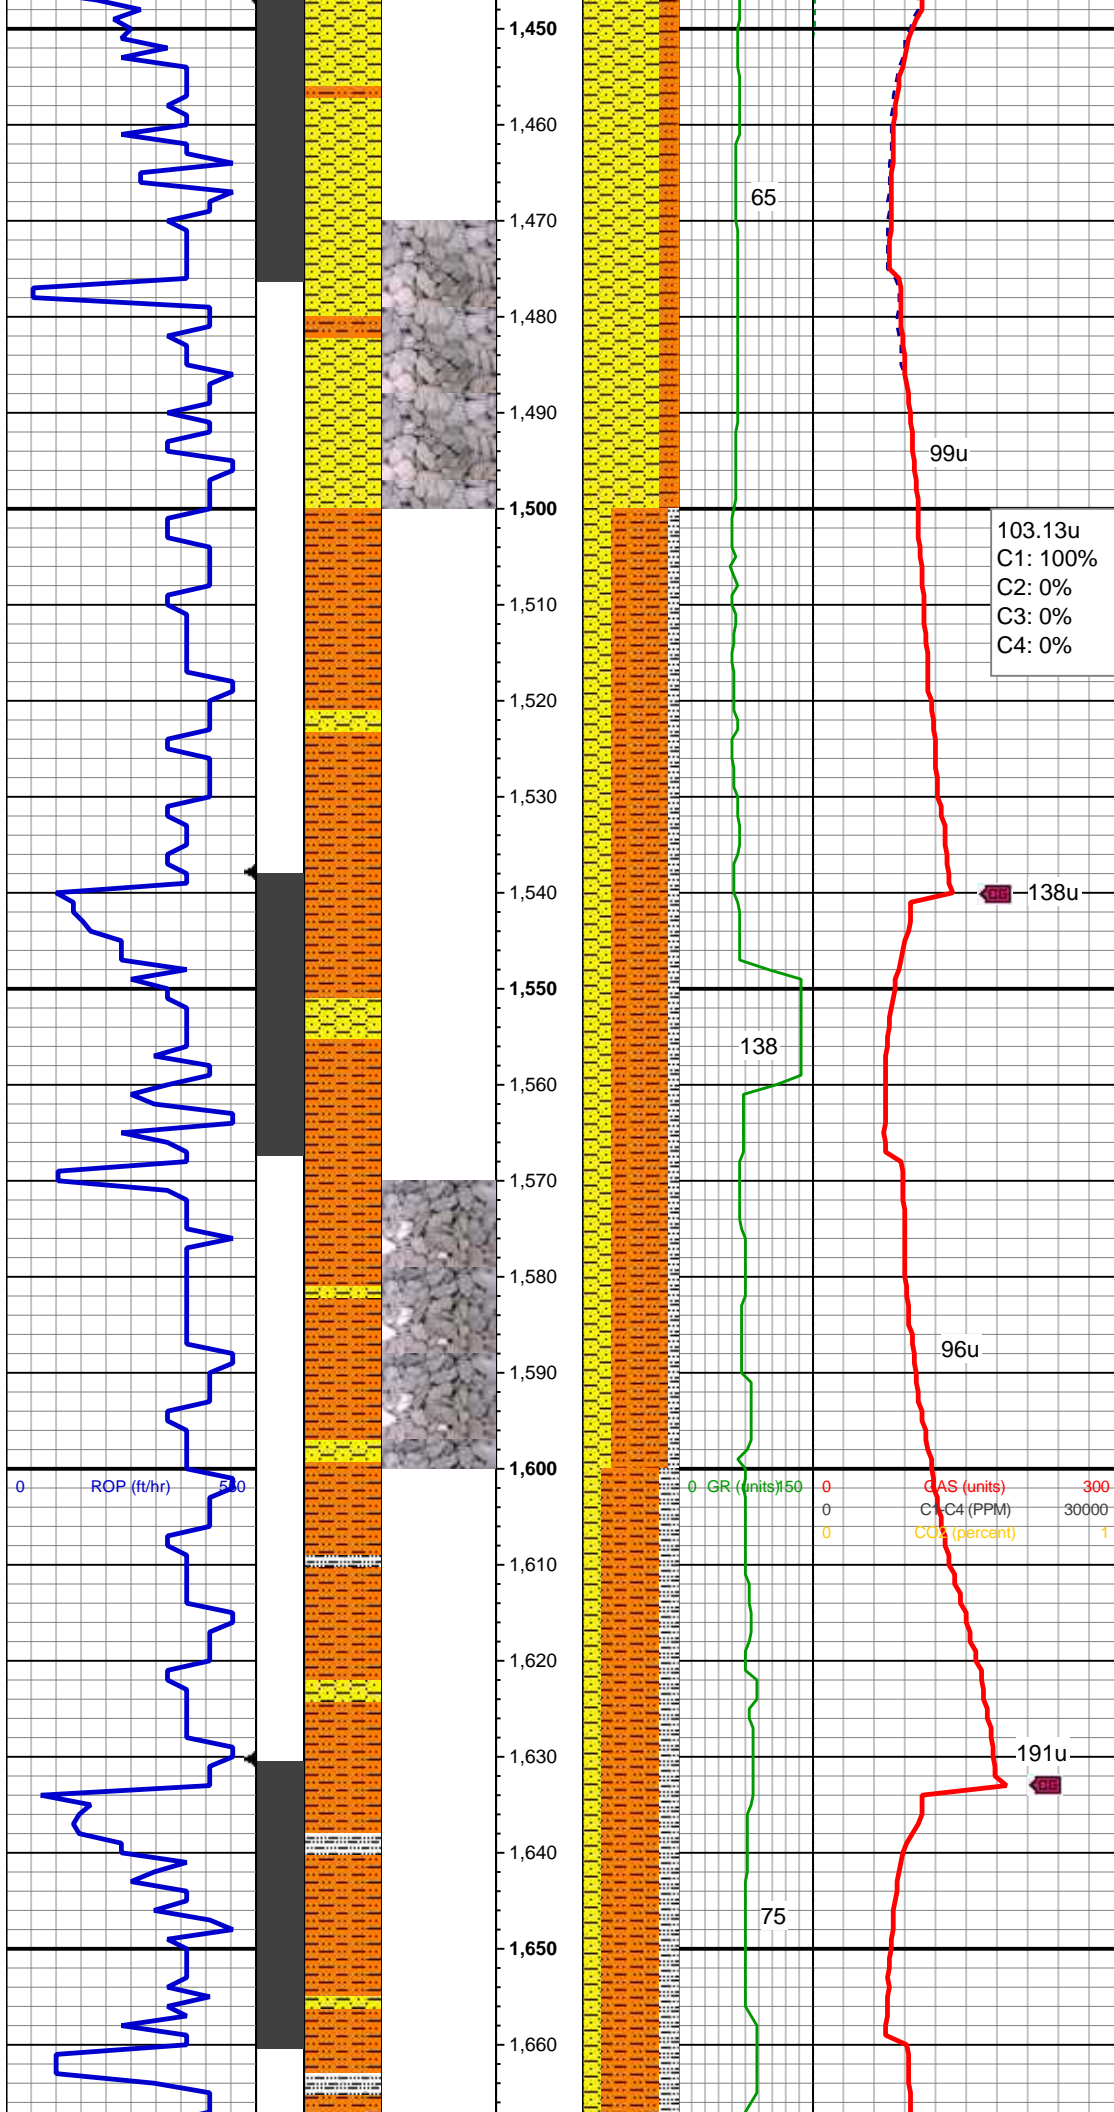 1,450
1,460
65
1,470
1,480
1,490
99u
1,500
103.13u
C1: 100%
C2: 0%
C3: 0%
C4: 0%
1,510
1,520
1,530
1,540
CG
138u
1,550
138
1,560
1,570
1,580
96u
1,590
1,600
0 ROP (ft/hr) 550
0 GR (units) 150
0 GAS (units) 300
0 C1-C4 (PPM) 30000
0 CO2 (percent) 1
1,610
1,620
1,630
191u
CG
1,640
75
1,650
1,660